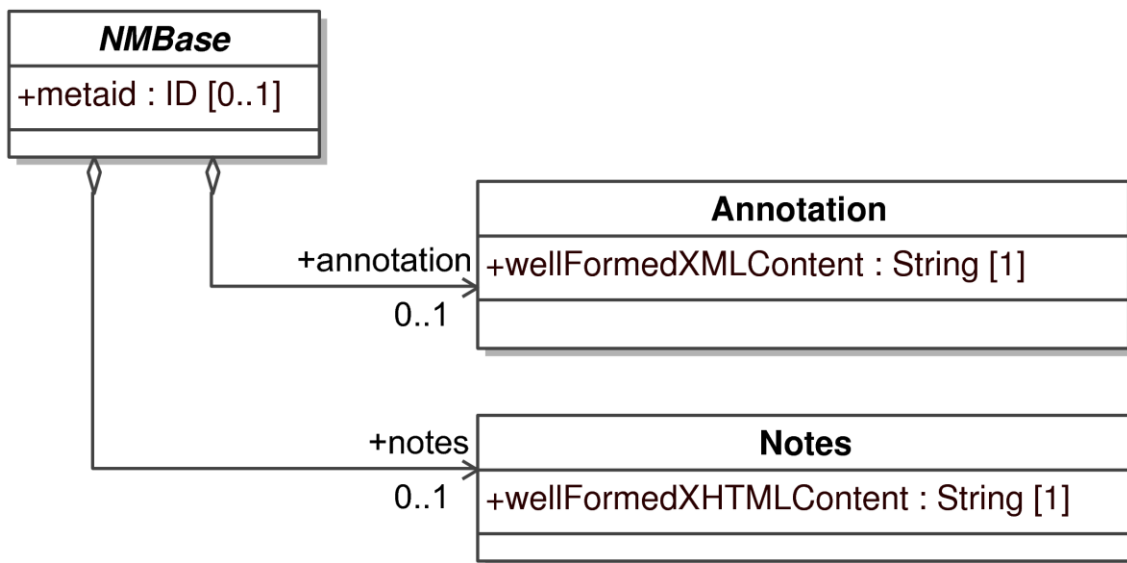 NMBase
+metaid : ID [0..1]
Annotation
+annotation
+wellFormedXMLContent : String [1]
0..1
Notes
+notes
+wellFormedXHTMLContent : String [1]
0..1